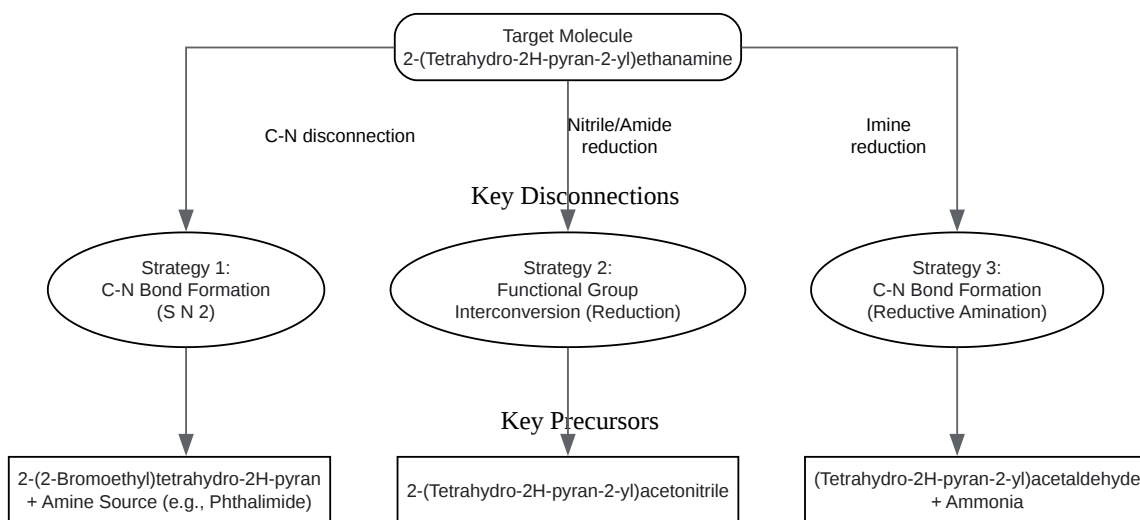 Target Molecule
2-(Tetrahydro-2H-pyran-2-yl)ethanamine
C-N disconnection
Nitrile/Amide
reduction
Imine
reduction
Key Disconnections
Strategy 1:
C-N Bond Formation
(S N 2)
Strategy 2:
Functional Group
Interconversion (Reduction)
Strategy 3:
C-N Bond Formation
(Reductive Amination)
Key Precursors
2-(2-Bromoethyl)tetrahydro-2H-pyran
+ Amine Source (e.g., Phthalimide)
2-(Tetrahydro-2H-pyran-2-yl)acetonitrile
(Tetrahydro-2H-pyran-2-yl)acetaldehyde
+ Ammonia